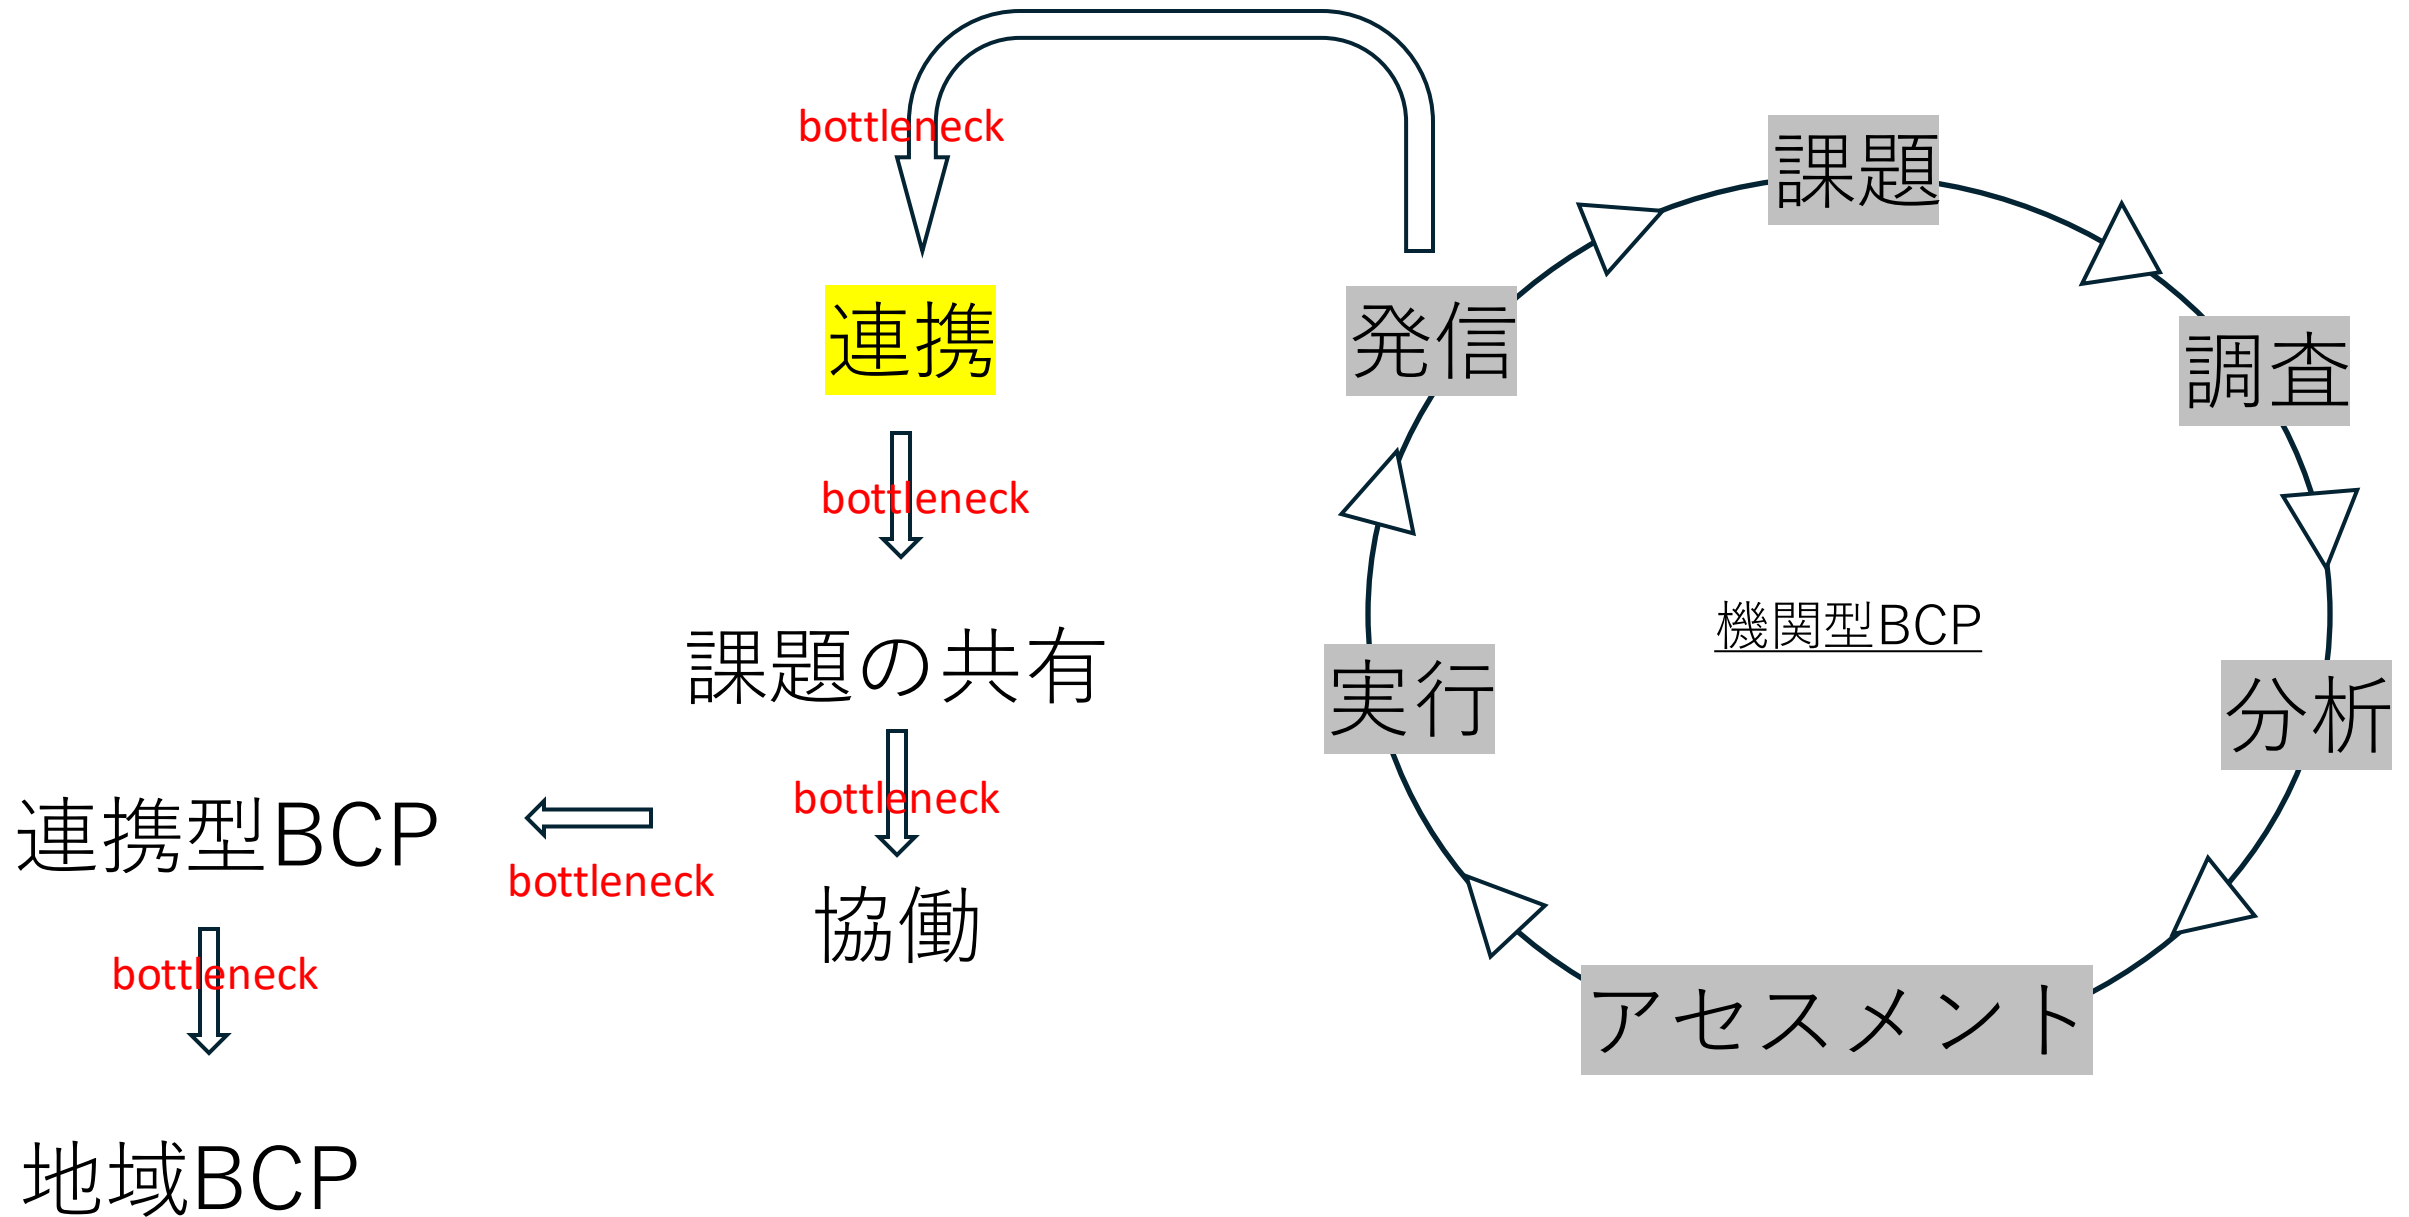 bottleneck
連携
bottleneck
課題の共有
bottleneck
協働
bottleneck
連携型BCP
bottleneck
地域BCP
課題
調査
分析
アセスメント
実行
発信
機関型BCP